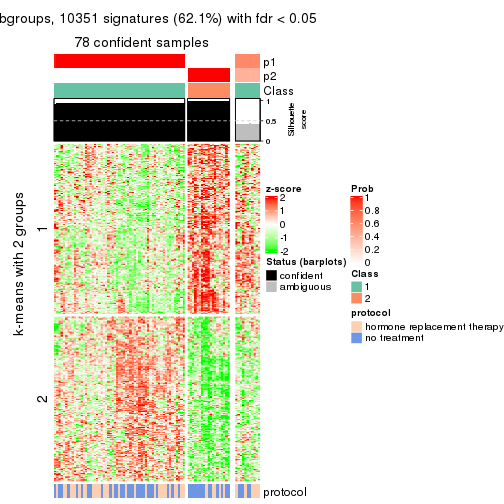 bgroups, 10351 signatures (62.1%) with fdr < 0.05
78 confident samples
p1
p2
Class
1
0.5
0
Silhouette
score
k-means with 2 groups
1
2
z-score
2
1
0
-1
-2
Status (barplots)
confident
ambiguous
Prob
1
0.8
0.6
0.4
0.2
0
Class
1
2
protocol
hormone replacement therapy
no treatment
protocol